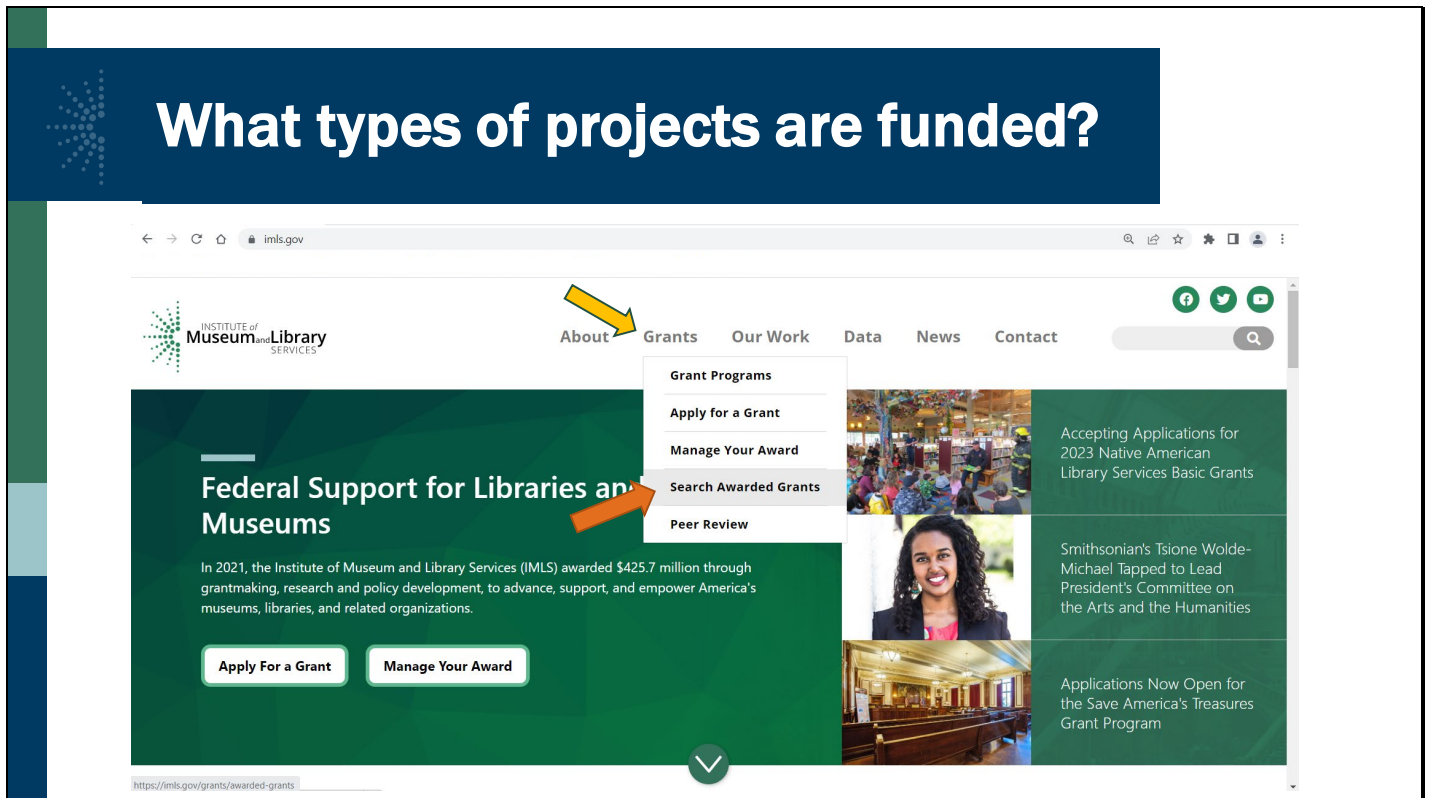 What types of projects are funded?
imls.gov
INSTITUTE of
Museum and Library
SERVICES
About Grants Our Work Data News Contact
Grant Programs
Apply for a Grant
Manage Your Award
Search Awarded Grants
Peer Review
Federal Support for Libraries an
Museums
In 2021, the Institute of Museum and Library Services (IMLS) awarded $425.7 million through
grantmaking, research and policy development, to advance, support, and empower America's
museums, libraries, and related organizations.
Apply For a Grant Manage Your Award
Accepting Applications for
2023 Native American
Library Services Basic Grants
Smithsonian's Tsione Wolde-
Michael Tapped to Lead
President's Committee on
the Arts and the Humanities
Applications Now Open for
the Save America's Treasures
Grant Program
https://imls.gov/grants/awarded-grants